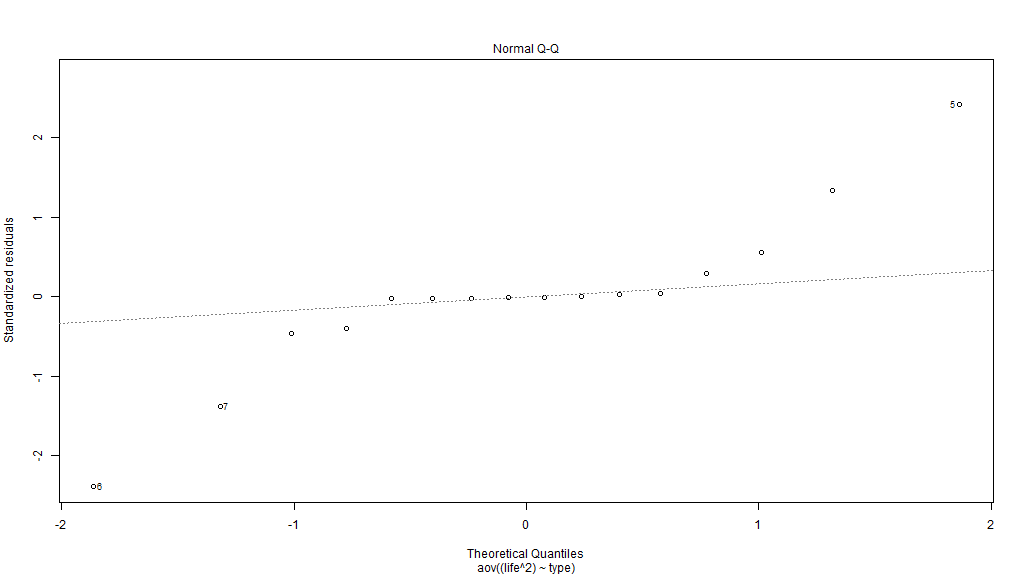 Normal Q-Q
Standardized residuals
2
1
0
-1
-2
5
7
6
-2 -1 0 1 2
Theoretical Quantiles
aov((life^2) ~ type)